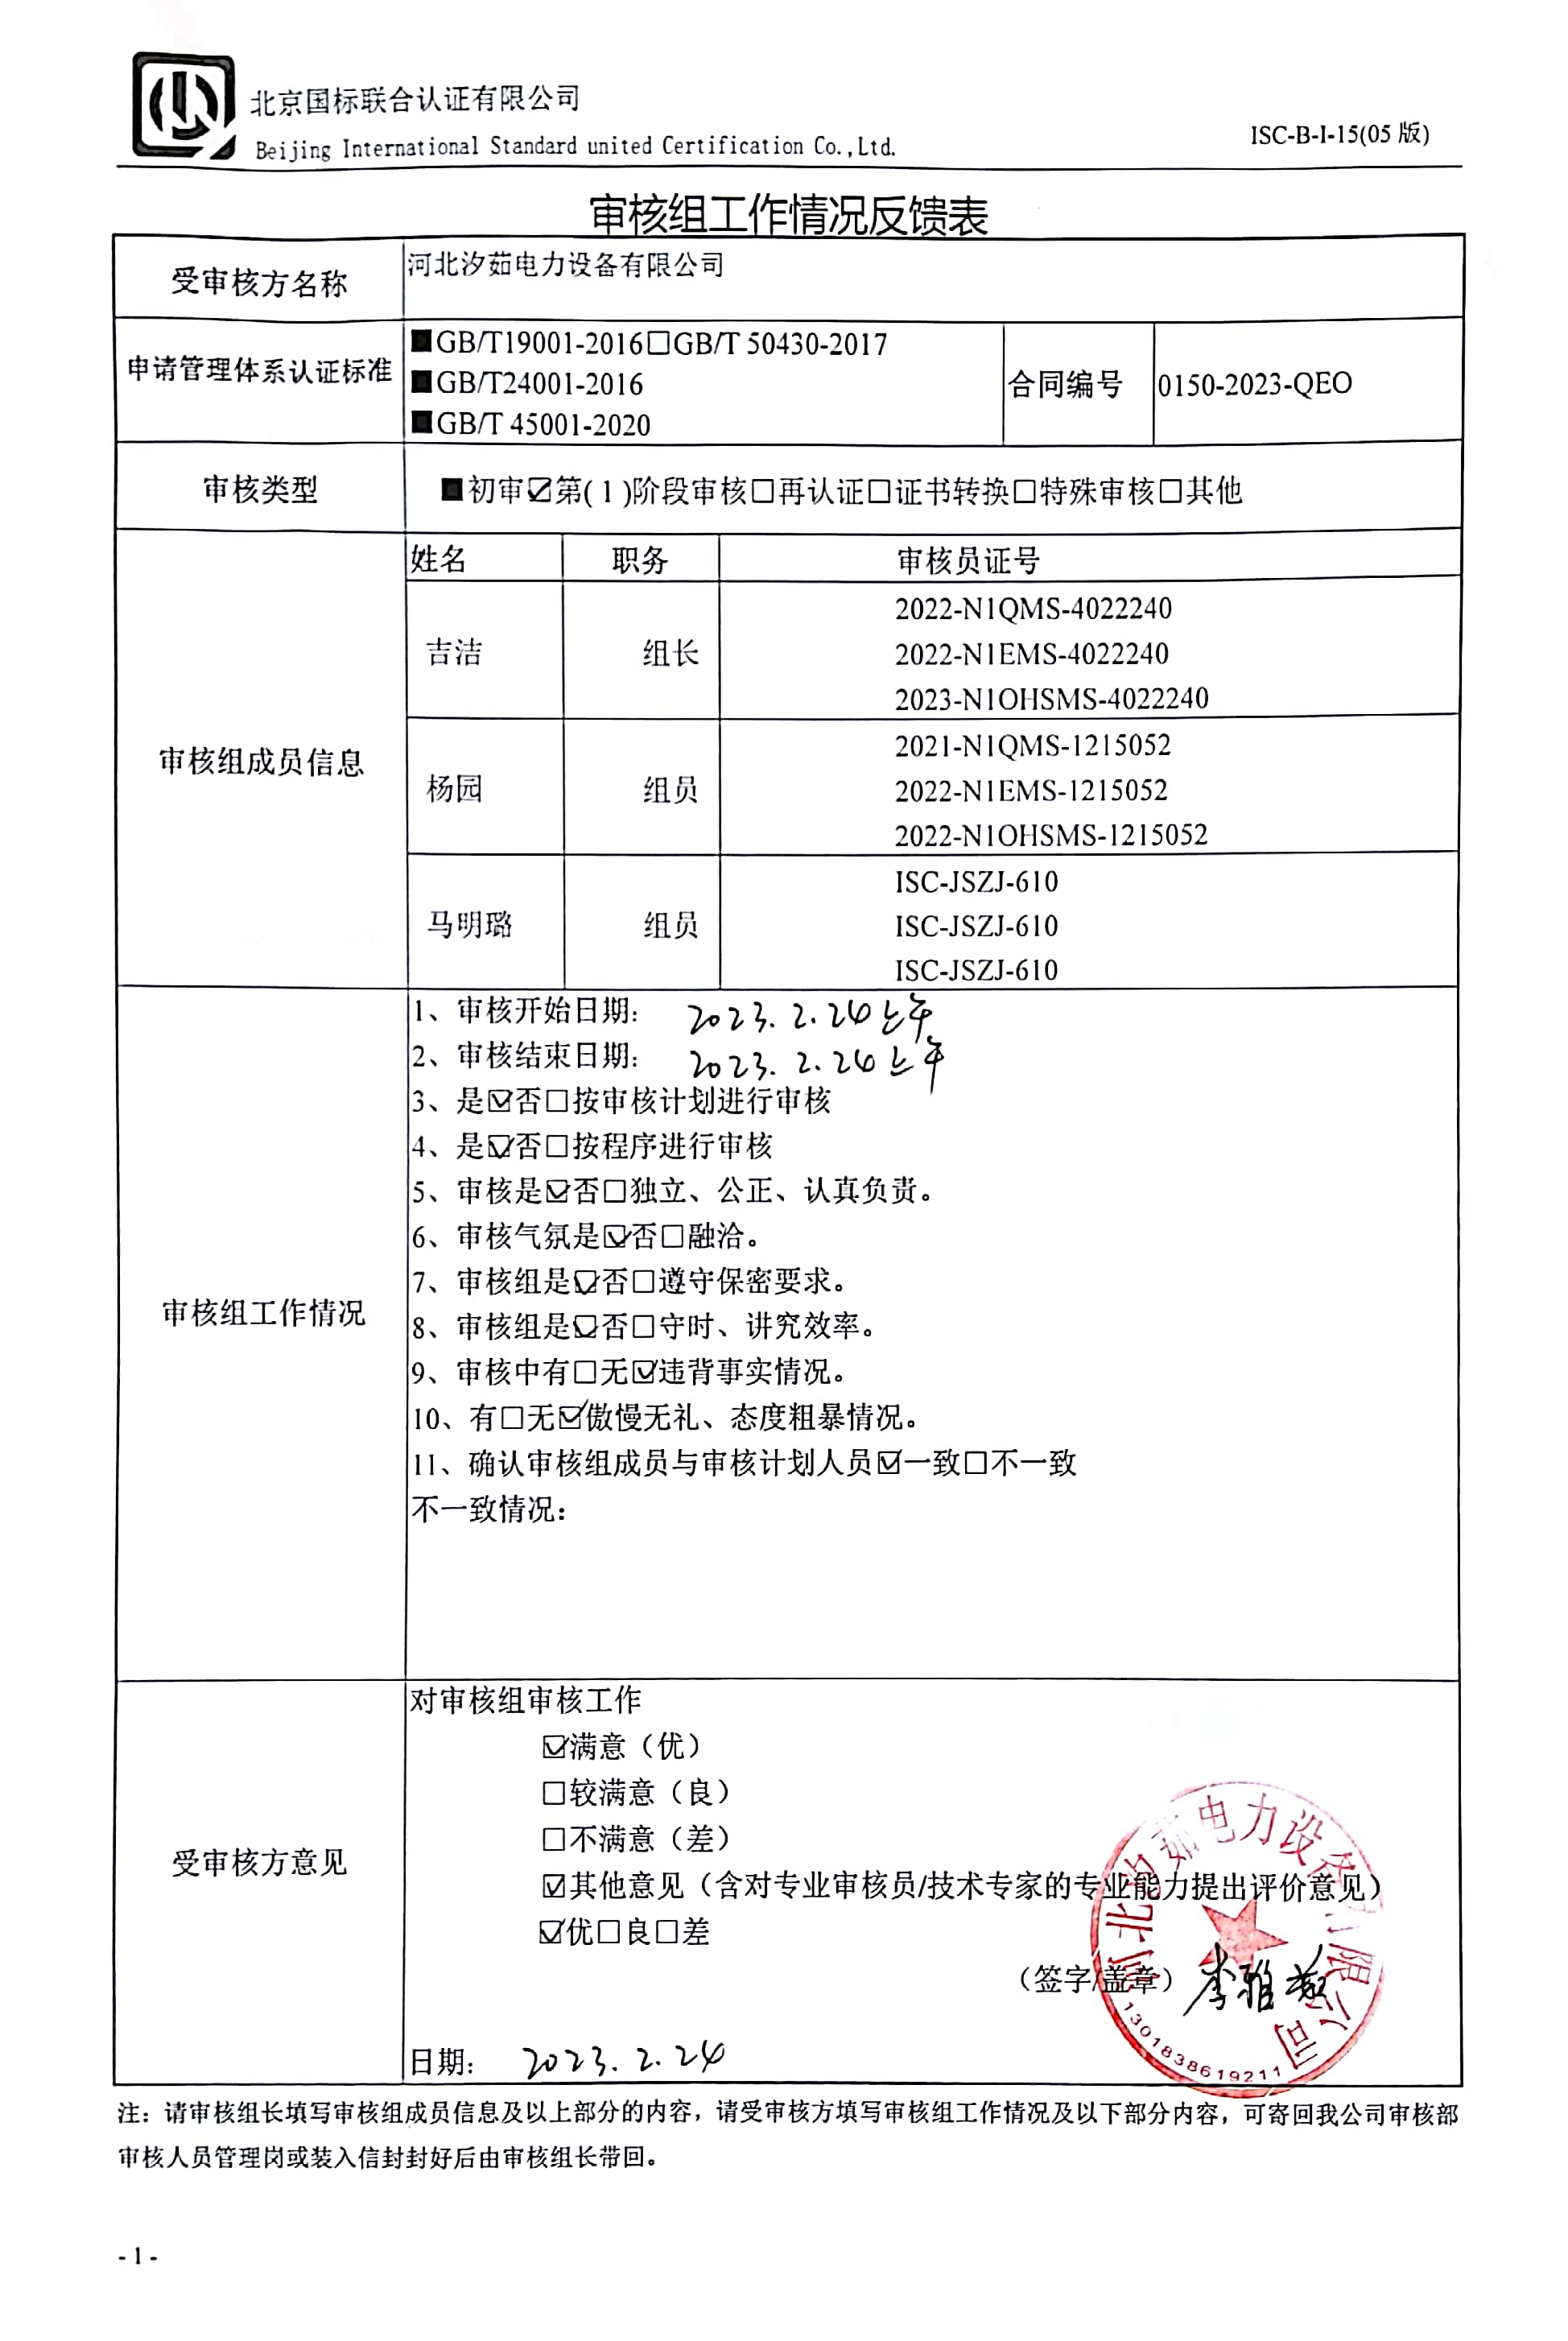 北京国标联合认证有限公司
Beijing International Standard united Certification Co.,Ltd.
ISC-B-I-15(05 版)
审核组工作情况反馈表
受审核方名称
河北汐茹电力设备有限公司
申请管理体系认证标准
■GB/T19001-2016□GB/T 50430-2017
■GB/T24001-2016
■GB/T 45001-2020
合同编号
0150-2023-QEO
审核类型
■初审☑第( 1 )阶段审核□再认证□证书转换□特殊审核□其他
审核组成员信息
姓名 职务 审核员证号
吉洁 组长
2022-N1QMS-4022240
2022-N1EMS-4022240
2023-N1OHSMS-4022240
杨园 组员
2021-N1QMS-1215052
2022-N1EMS-1215052
2022-N1OHSMS-1215052
马明璐 组员
ISC-JSZJ-610
ISC-JSZJ-610
ISC-JSZJ-610
审核组工作情况
1、审核开始日期： 2023.2.24上午
2、审核结束日期： 2023.2.24上午
3、是☑否□按审核计划进行审核
4、是☑否□按程序进行审核
5、审核是☑否□独立、公正、认真负责。
6、审核气氛是☑否□融洽。
7、审核组是☑否□遵守保密要求。
8、审核组是☑否□守时、讲究效率。
9、审核中有□无☑违背事实情况。
10、有□无☑傲慢无礼、态度粗暴情况。
11、确认审核组成员与审核计划人员☑一致□不一致
不一致情况：
受审核方意见
对审核组审核工作
☑满意（优）
□较满意（良）
□不满意（差）
☑其他意见（含对专业审核员/技术专家的专业能力提出评价意见）
☑优□良□差
（签字/盖章）
河北汐茹电力设备有限公司
1301838619211
日期： 2023.2.24
注：请审核组长填写审核组成员信息及以上部分的内容，请受审核方填写审核组工作情况及以下部分内容，可寄回我公司审核部
审核人员管理岗或装入信封封好后由审核组长带回。
- 1 -